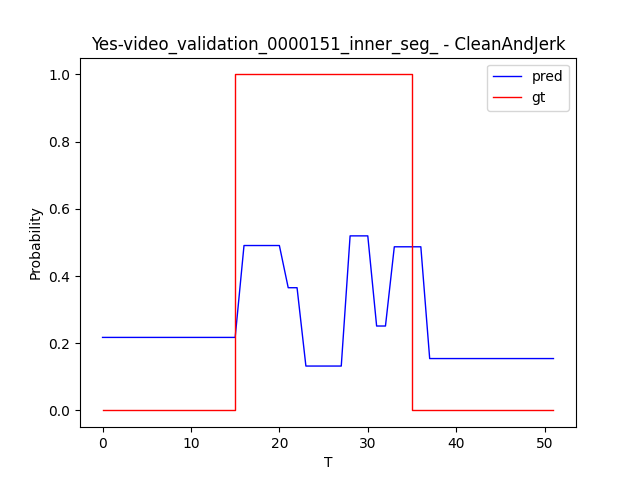 Yes-video_validation_0000151_inner_seg_ - CleanAndJerk
pred
gt
1.0
0.8
0.6
0.4
0.2
0.0
Probability
0 10 20 30 40 50
T